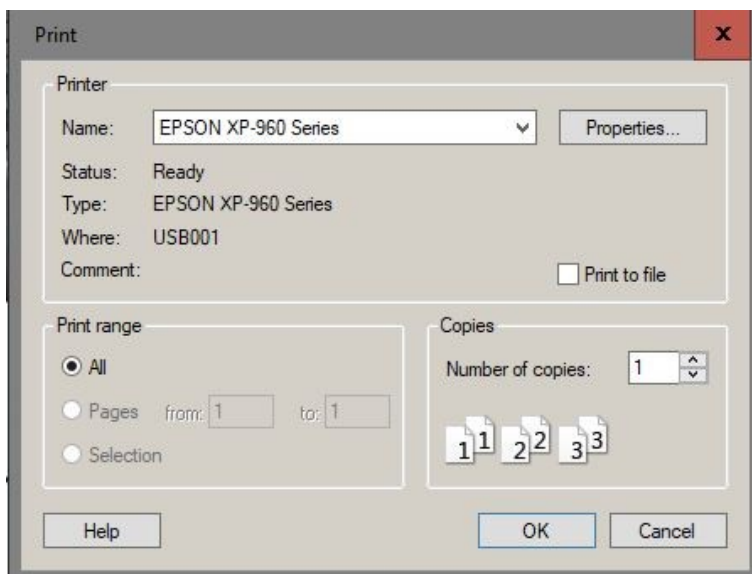 Print x
Printer
Name: EPSON XP-960 Series Properties...
Status: Ready
Type: EPSON XP-960 Series
Where: USB001
Comment: Print to file
Print range
All
Pages from: 1 to: 1
Selection
Copies
Number of copies: 1
1 1 2 2 3 3
Help OK Cancel